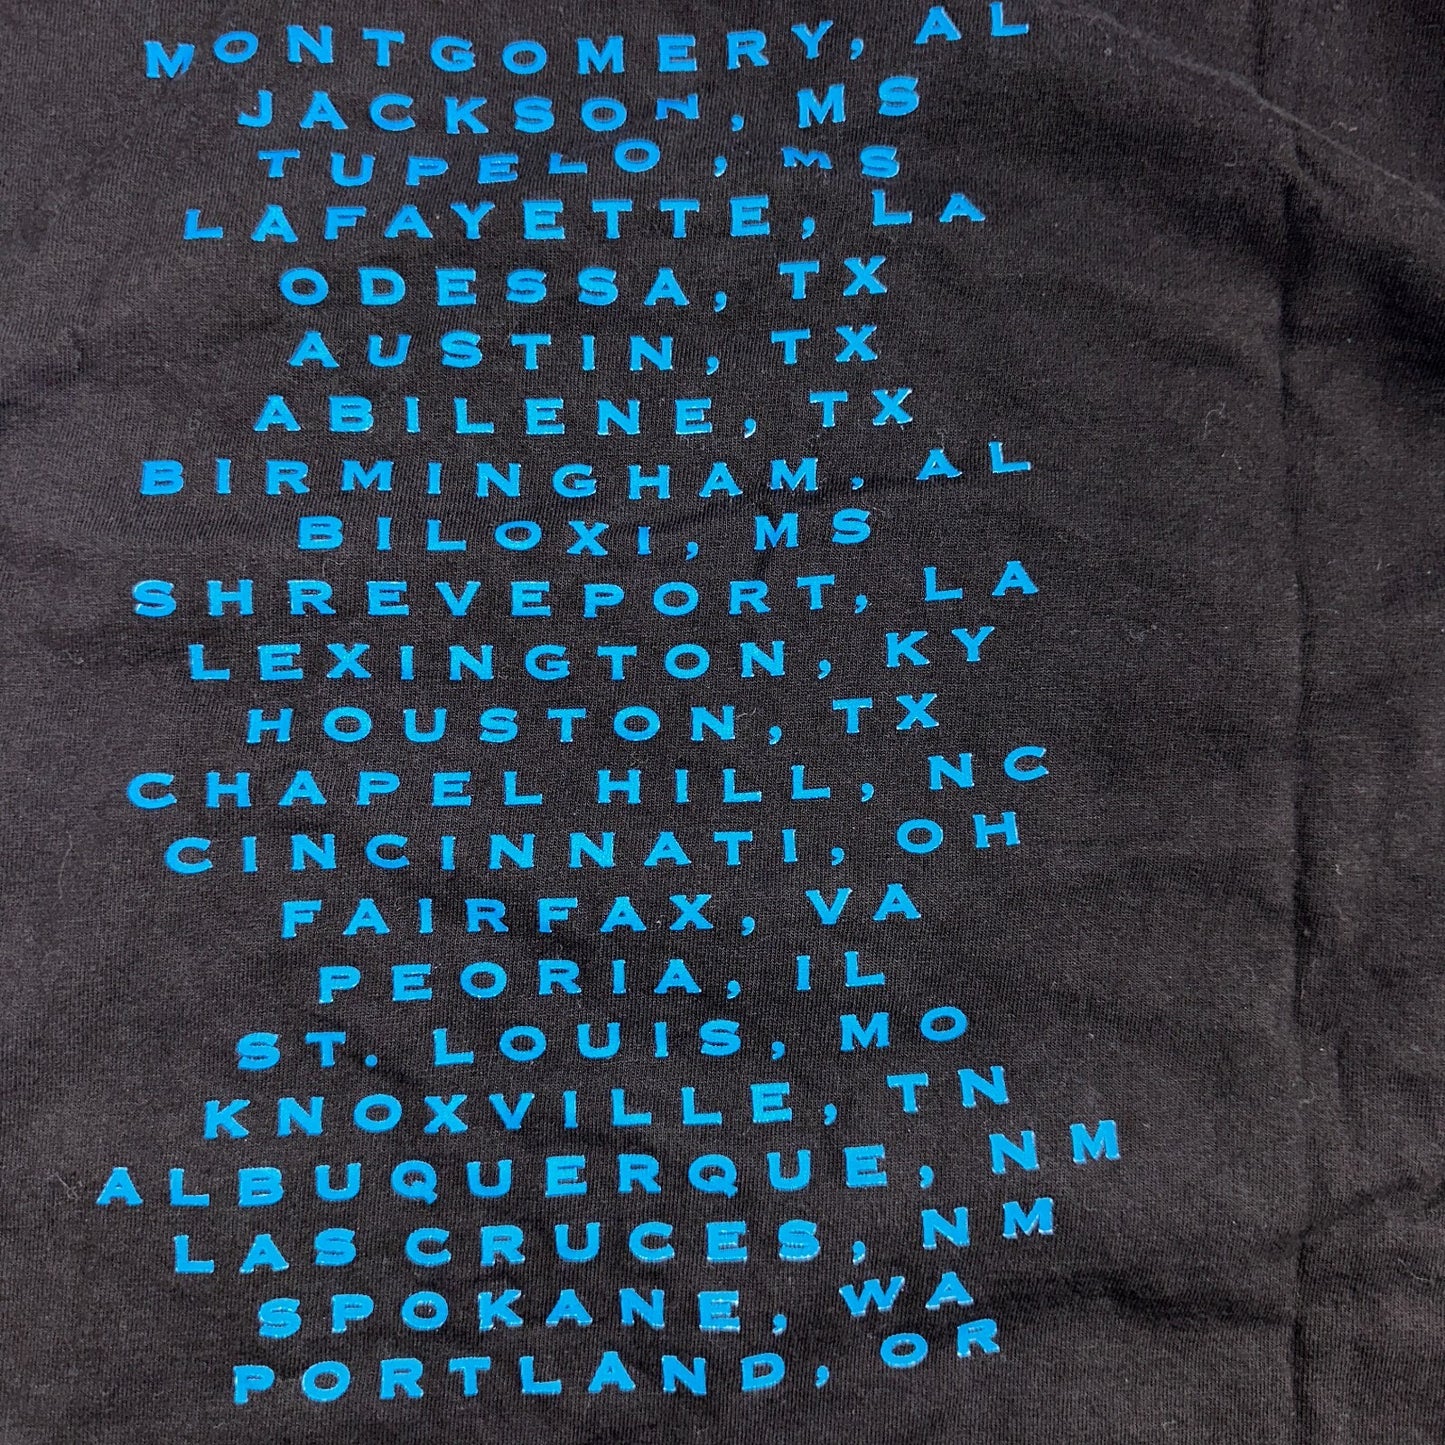 MONTGOMERY, AL
JACKSON, MS
TUPELO, MS
LAFAYETTE, LA
ODESSA, TX
AUSTIN, TX
ABILENE, TX
BIRMINGHAM, AL
BILOXI, MS
SHREVEPORT, LA
LEXINGTON, KY
HOUSTON, TX
CHAPEL HILL, NC
CINCINNATI, OH
FAIRFAX, VA
PEORIA, IL
ST. LOUIS, MO
KNOXVILLE, TN
ALBUQUERQUE, NM
LAS CRUCES, NM
SPOKANE, WA
PORTLAND, OR